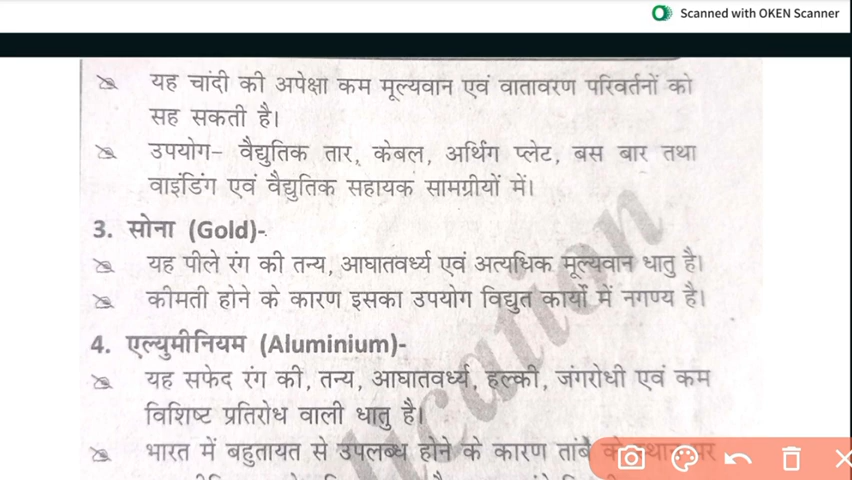 Scanned with OKEN Scanner
यह चांदी की अपेक्षा कम मूल्यवान एवं वातावरण परिवर्तनों को
सह सकती है।
उपयोग– वैद्युतिक तार, केबल, अर्थिंग प्लेट, बस बार तथा
वाइंडिंग एवं वैद्युतिक सहायक सामग्रीयों में।
3. सोना (Gold)-
यह पीले रंग की तन्य, आघातवर्ध्य एवं अत्यधिक मूल्यवान धातु है।
कीमती होने के कारण इसका उपयोग विद्युत कार्यों में नगण्य है।
4. एल्युमीनियम (Aluminium)-
यह सफेद रंग की, तन्य, आघातवर्ध्य, हल्की, जंगरोधी एवं कम
विशिष्ट प्रतिरोध वाली धातु है।
भारत में बहुतायत से उपलब्ध होने के कारण तांबे के स्थान पर